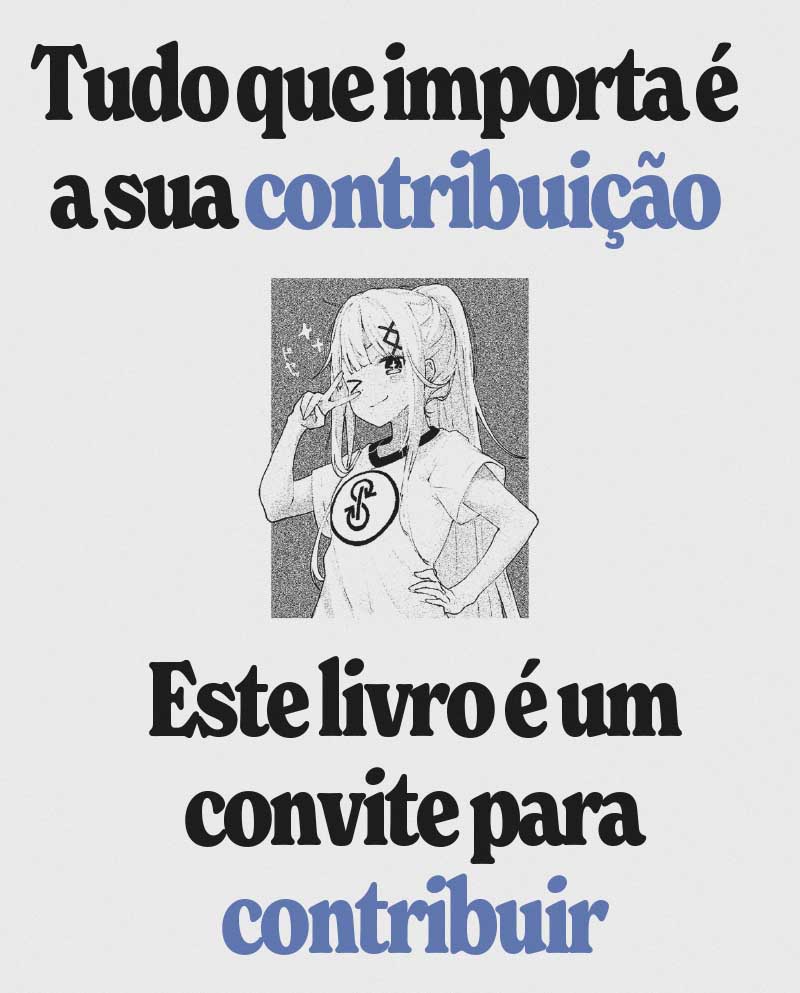 Tudo que importa é
a sua contribuição
Este livro é um
convite para
contribuir